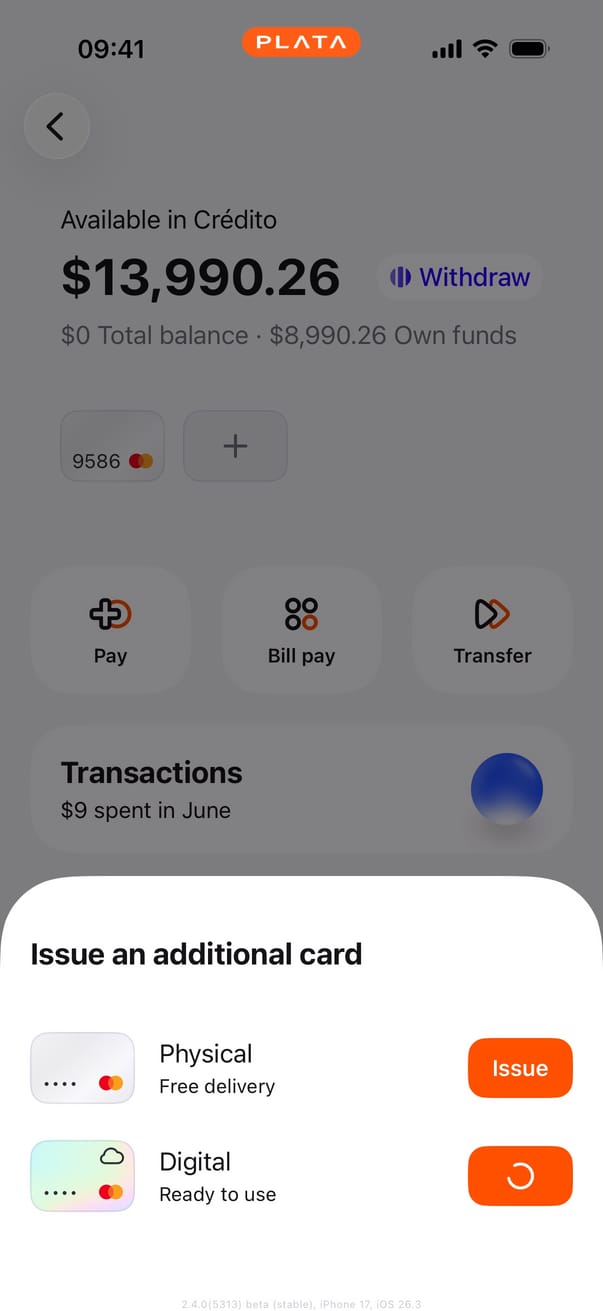 09:41
PLATA
Available in Crédito
$13,990.26
Withdraw
$0 Total balance · $8,990.26 Own funds
9586
Pay
Bill pay
Transfer
Transactions
$9 spent in June
Issue an additional card
Physical
Free delivery
Issue
Digital
Ready to use
2.4.0(5313) beta (stable), iPhone 17, iOS 26.3